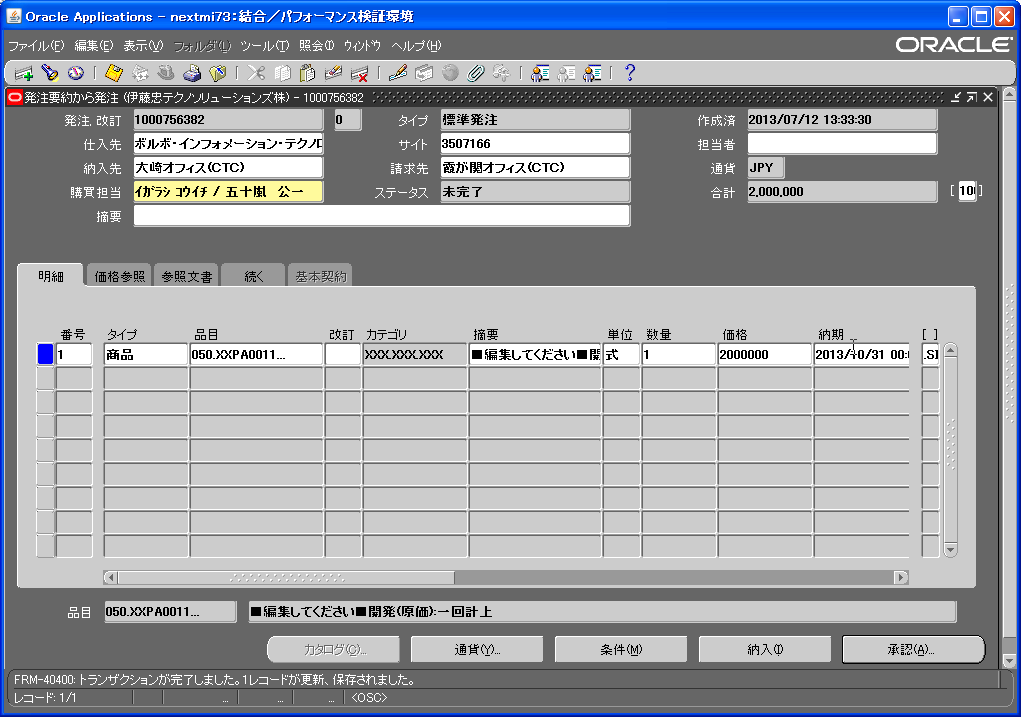 Oracle Applications - nextmi73:結合/パフォーマンス検証環境
ファイル(F) 編集(E) 表示(V) フォルダ(L) ツール(T) 照会(I) ウィンドウ ヘルプ(H)
ORACLE
発注要約から発注 (伊藤忠テクノソリューションズ株) - 1000756382
発注, 改訂 1000756382 0 タイプ 標準発注 作成済 2013/07/12 13:33:30
仕入先 ボルボ・インフォメーション・テクノロ サイト 3507166 担当者
納入先 大崎オフィス(CTC) 請求先 霞が関オフィス(CTC) 通貨 JPY
購買担当 イガラシ コウイチ / 五十嵐 公一 ステータス 未完了 合計 2,000,000 [ 10 ]
摘要
明細 価格参照 参照文書 続く 基本契約
番号 タイプ 品目 改訂 カテゴリ 摘要 単位 数量 価格 納期 [ ]
1 商品 050.XXPA0011... XXX.XXX.XXX ■編集してください■開 式 1 2000000 2013/10/31 00: .SI
品目 050.XXPA0011... ■編集してください■開発(原価):一回計上
カタログ(C)... 通貨(Y)... 条件(M) 納入(I) 承認(A)...
FRM-40400: トランザクションが完了しました。1レコードが更新、保存されました。
レコード: 1/1 ... ... ... <OSC>